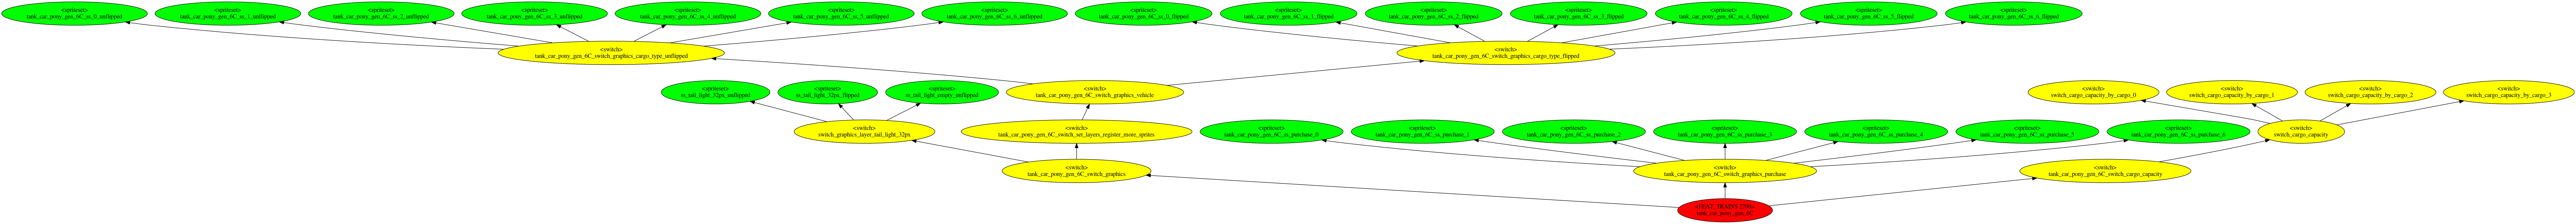 <spriteset>
tank_car_pony_gen_6C_ss_0_unflipped
<spriteset>
tank_car_pony_gen_6C_ss_1_unflipped
<spriteset>
tank_car_pony_gen_6C_ss_2_unflipped
<spriteset>
tank_car_pony_gen_6C_ss_3_unflipped
<spriteset>
tank_car_pony_gen_6C_ss_4_unflipped
<spriteset>
tank_car_pony_gen_6C_ss_5_unflipped
<spriteset>
tank_car_pony_gen_6C_ss_6_unflipped
<spriteset>
tank_car_pony_gen_6C_ss_0_flipped
<spriteset>
tank_car_pony_gen_6C_ss_1_flipped
<spriteset>
tank_car_pony_gen_6C_ss_2_flipped
<spriteset>
tank_car_pony_gen_6C_ss_3_flipped
<spriteset>
tank_car_pony_gen_6C_ss_4_flipped
<spriteset>
tank_car_pony_gen_6C_ss_5_flipped
<spriteset>
tank_car_pony_gen_6C_ss_6_flipped
<switch>
tank_car_pony_gen_6C_switch_graphics_cargo_type_unflipped
<switch>
tank_car_pony_gen_6C_switch_graphics_cargo_type_flipped
<spriteset>
ss_tail_light_32px_unflipped
<spriteset>
ss_tail_light_32px_flipped
<spriteset>
ss_tail_light_empty_unflipped
<switch>
tank_car_pony_gen_6C_switch_graphics_vehicle
<switch>
switch_cargo_capacity_by_cargo_0
<switch>
switch_cargo_capacity_by_cargo_1
<switch>
switch_cargo_capacity_by_cargo_2
<switch>
switch_cargo_capacity_by_cargo_3
<switch>
switch_graphics_layer_tail_light_32px
<switch>
tank_car_pony_gen_6C_switch_set_layers_register_more_sprites
<spriteset>
tank_car_pony_gen_6C_ss_purchase_0
<spriteset>
tank_car_pony_gen_6C_ss_purchase_1
<spriteset>
tank_car_pony_gen_6C_ss_purchase_2
<spriteset>
tank_car_pony_gen_6C_ss_purchase_3
<spriteset>
tank_car_pony_gen_6C_ss_purchase_4
<spriteset>
tank_car_pony_gen_6C_ss_purchase_5
<spriteset>
tank_car_pony_gen_6C_ss_purchase_6
<switch>
switch_cargo_capacity
<switch>
tank_car_pony_gen_6C_switch_graphics
<switch>
tank_car_pony_gen_6C_switch_graphics_purchase
<switch>
tank_car_pony_gen_6C_switch_cargo_capacity
tank_car_pony_gen_6C